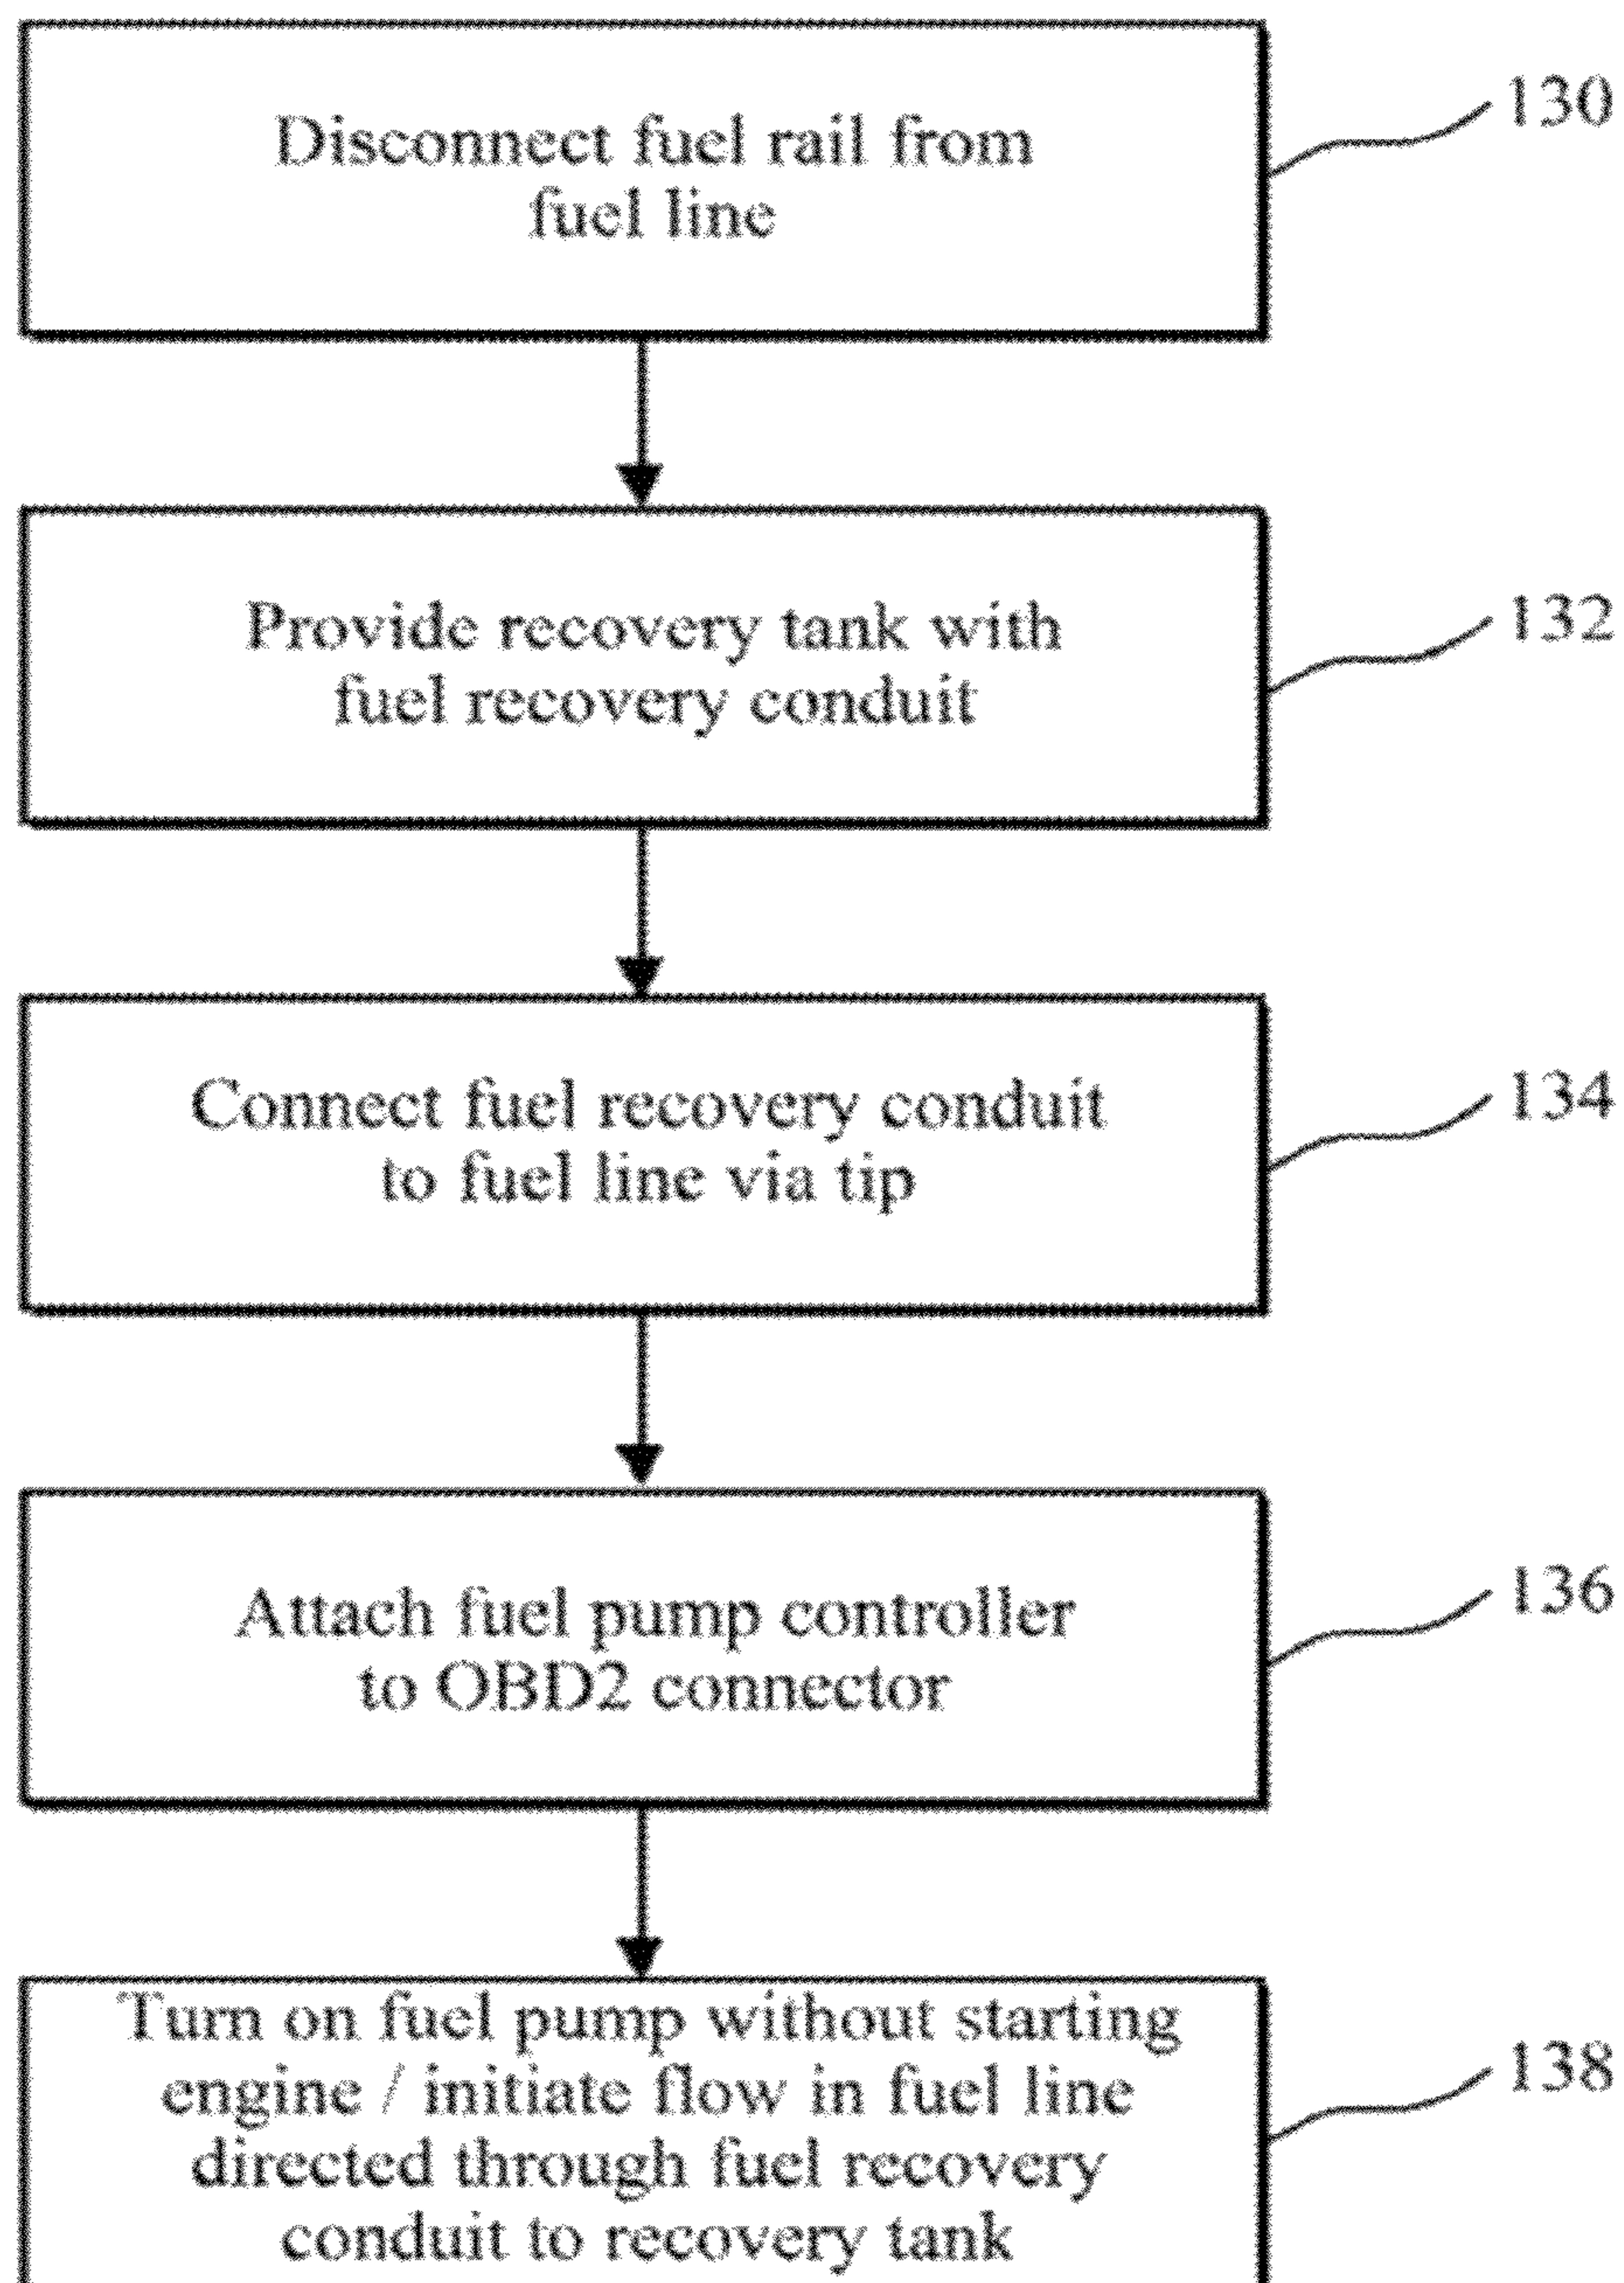 Disconnect fuel rail from
fuel line
130
Provide recovery tank with
fuel recovery conduit
132
Connect fuel recovery conduit
to fuel line via tip
134
Attach fuel pump controller
to OBD2 connector
136
Turn on fuel pump without starting
engine / initiate flow in fuel line
directed through fuel recovery
conduit to recovery tank
138